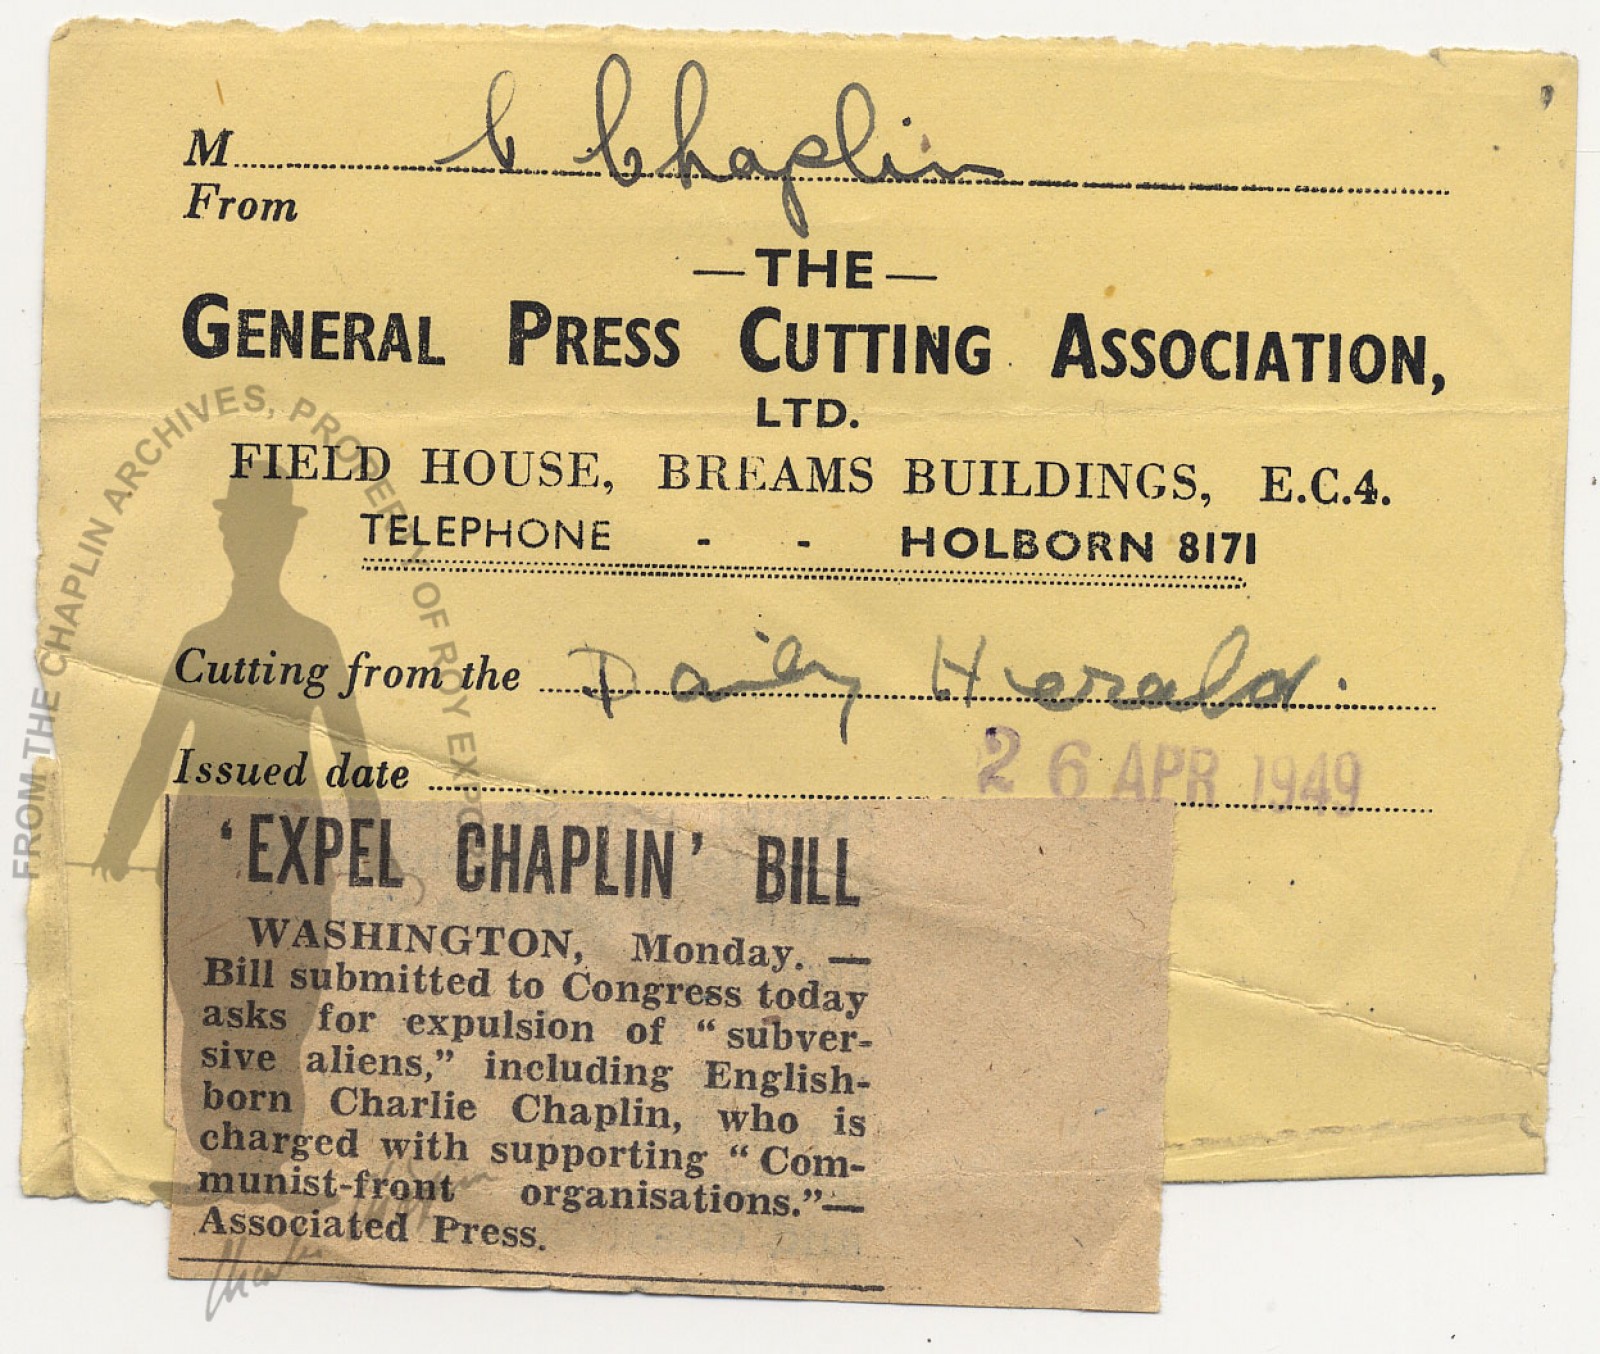 M C Chaplin
From
—THE—
GENERAL PRESS CUTTING ASSOCIATION,
LTD.
FIELD HOUSE, BREAMS BUILDINGS, E.C.4.
TELEPHONE - - HOLBORN 8171
Cutting from the Daily Herald.
Issued date 26 APR 1949
'EXPEL CHAPLIN' BILL
WASHINGTON, Monday. —
Bill submitted to Congress today
asks for expulsion of "subver-
sive aliens," including English-
born Charlie Chaplin, who is
charged with supporting "Com-
munist-front organisations."—
Associated Press.
FROM THE CHAPLIN ARCHIVES, PROPERTY OF ROY EXPORT